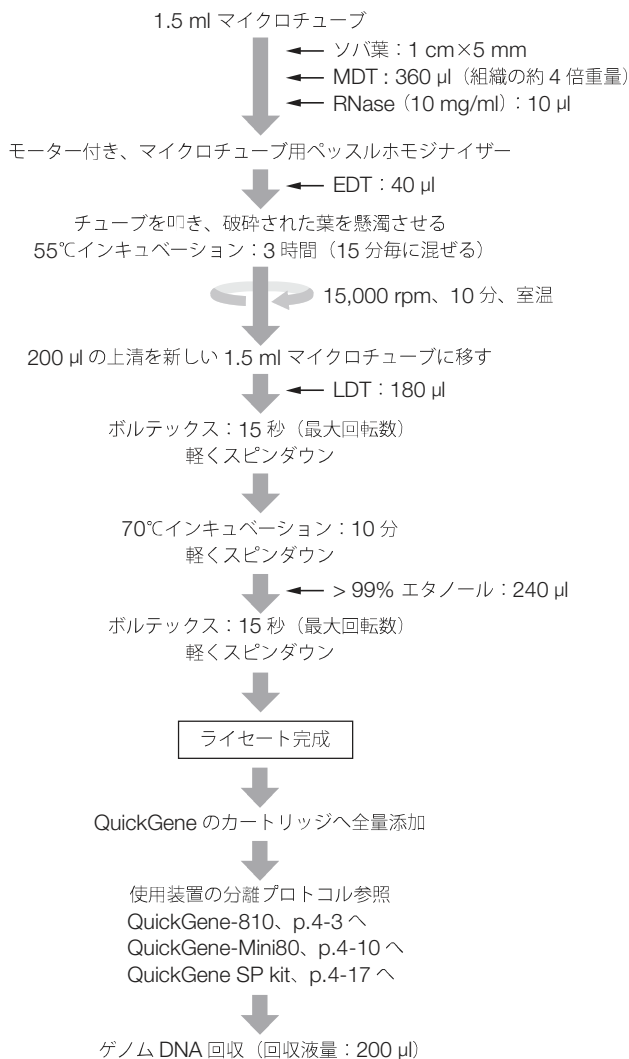 1.5 ml マイクロチューブ
ソバ葉：1 cm×5 mm
MDT : 360 µl（組織の約 4 倍重量）
RNase（10 mg/ml）：10 µl
モーター付き、マイクロチューブ用ペッスルホモジナイザー
EDT：40 µl
チューブを叩き、破砕された葉を懸濁させる
55℃インキュベーション：3 時間（15 分毎に混ぜる）
15,000 rpm、10 分、室温
200 µl の上清を新しい 1.5 ml マイクロチューブに移す
LDT：180 µl
ボルテックス：15 秒（最大回転数）
軽くスピンダウン
70℃インキュベーション：10 分
軽くスピンダウン
> 99% エタノール：240 µl
ボルテックス：15 秒（最大回転数）
軽くスピンダウン
ライセート完成
QuickGene のカートリッジへ全量添加
使用装置の分離プロトコル参照
QuickGene-810、p.4-3 へ
QuickGene-Mini80、p.4-10 へ
QuickGene SP kit、p.4-17 へ
ゲノム DNA 回収（回収液量：200 µl）